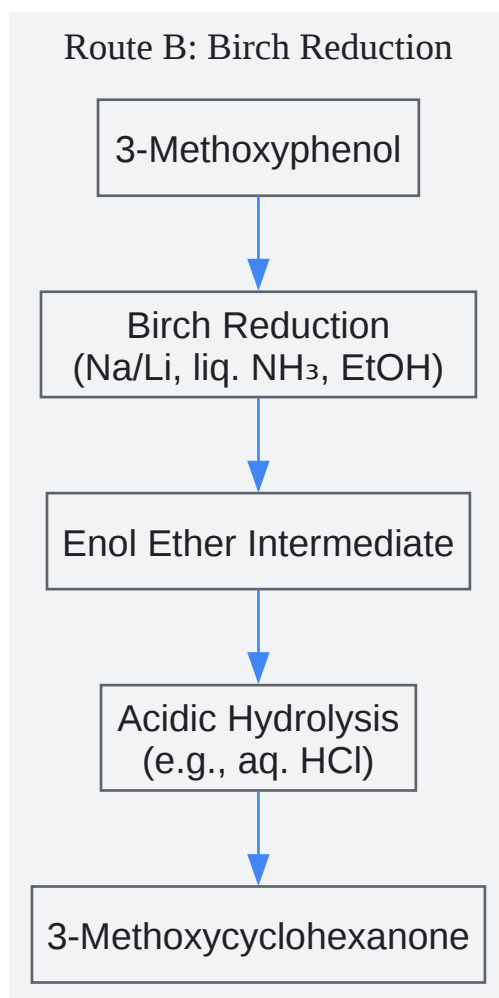 Route B: Birch Reduction
3-Methoxyphenol
Birch Reduction
(Na/Li, liq. NH₃, EtOH)
Enol Ether Intermediate
Acidic Hydrolysis
(e.g., aq. HCl)
3-Methoxycyclohexanone